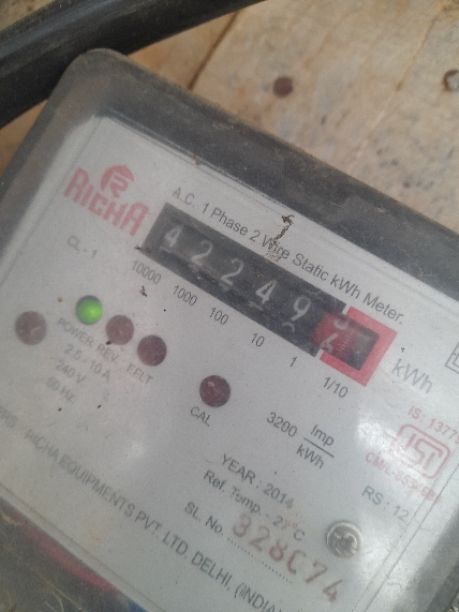 RICHA
A.C. 1 Phase 2 Wire Static kWh Meter.
42249
CL-1
10000 1000 100 10 1 1/10
kWh
POWER REV. EFLT
2.5-10 A
240 V
50 Hz
CAL
3200 Imp/kWh
IS: 1377
ISI
YEAR : 2014
RS : 12
Ref. Temp.- 27°C
SL. No. 328C74
RICHA EQUIPMENTS PVT. LTD. DELHI, (INDIA